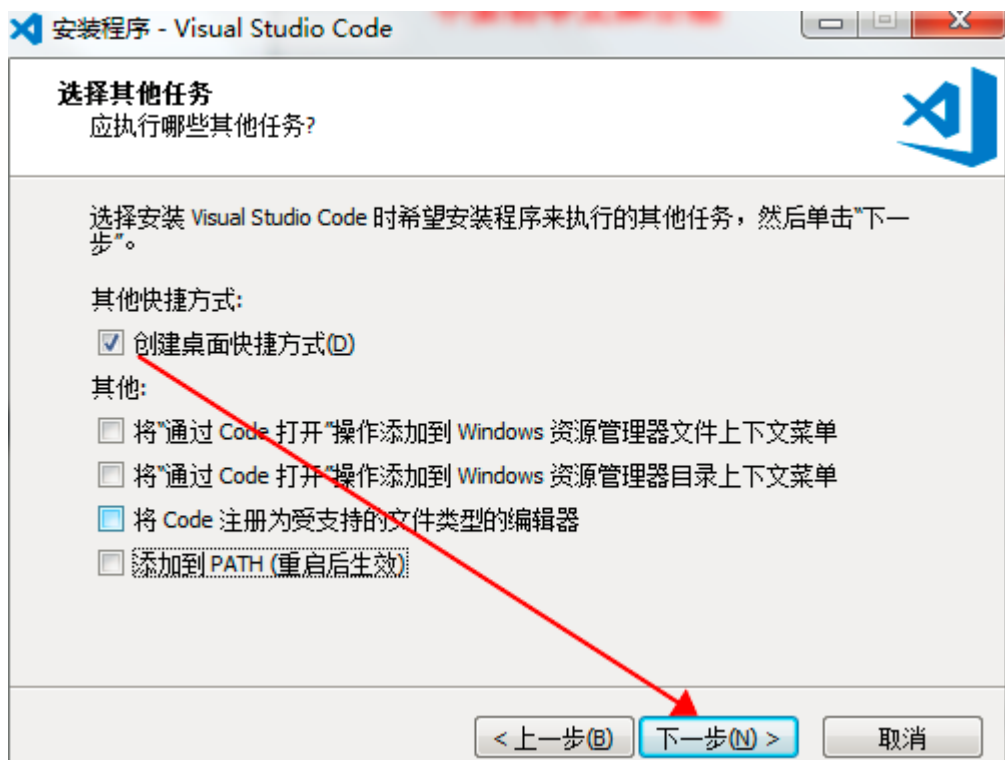 安装程序 - Visual Studio Code
选择其他任务
应执行哪些其他任务?
选择安装 Visual Studio Code 时希望安装程序来执行的其他任务，然后单击“下一
步”。
其他快捷方式:
创建桌面快捷方式(D)
其他:
将“通过 Code 打开”操作添加到 Windows 资源管理器文件上下文菜单
将“通过 Code 打开”操作添加到 Windows 资源管理器目录上下文菜单
将 Code 注册为受支持的文件类型的编辑器
添加到 PATH (重启后生效)
< 上一步(B)
下一步(N) >
取消